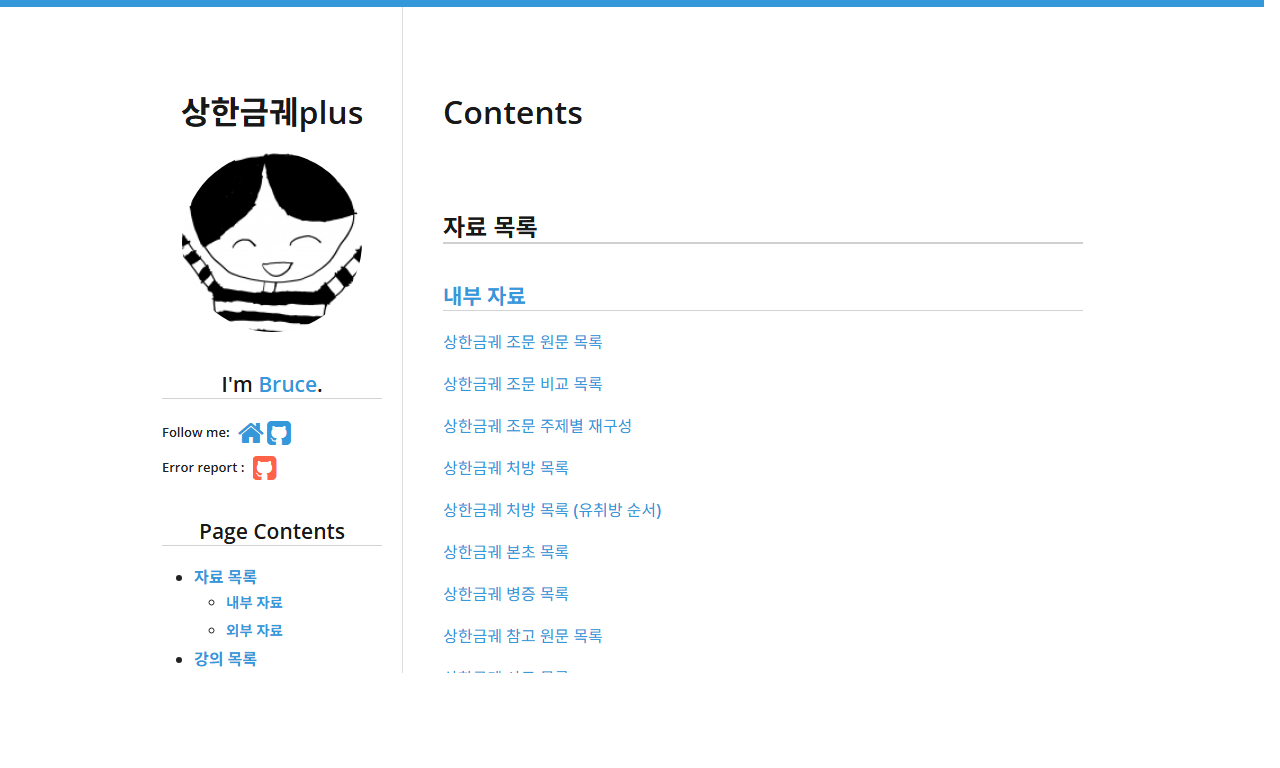 상한금궤plus
I'm Bruce.
Follow me:
Error report :
Page Contents
자료 목록
내부 자료
외부 자료
강의 목록
Contents
자료 목록
내부 자료
상한금궤 조문 원문 목록
상한금궤 조문 비교 목록
상한금궤 조문 주제별 재구성
상한금궤 처방 목록
상한금궤 처방 목록 (유취방 순서)
상한금궤 본초 목록
상한금궤 병증 목록
상한금궤 참고 원문 목록